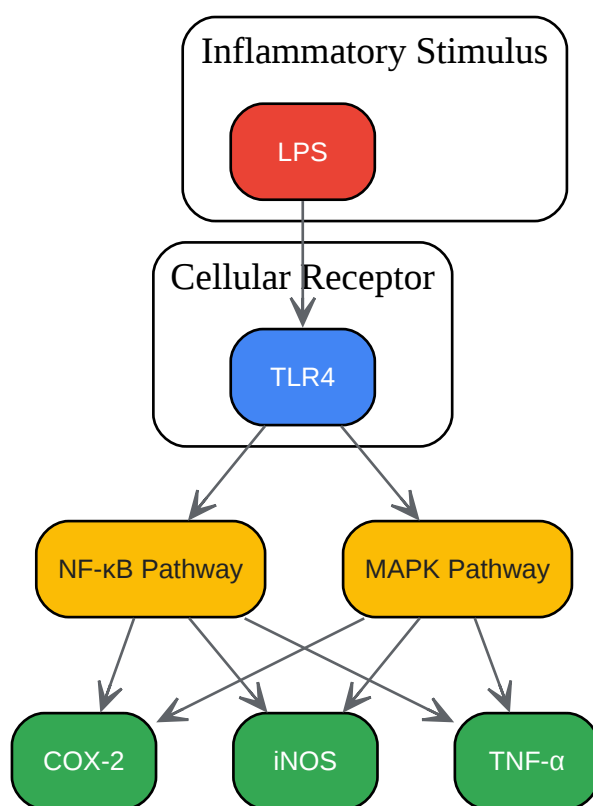 Inflammatory Stimulus
LPS
Cellular Receptor
TLR4
NF-κB Pathway
MAPK Pathway
COX-2
iNOS
TNF-α